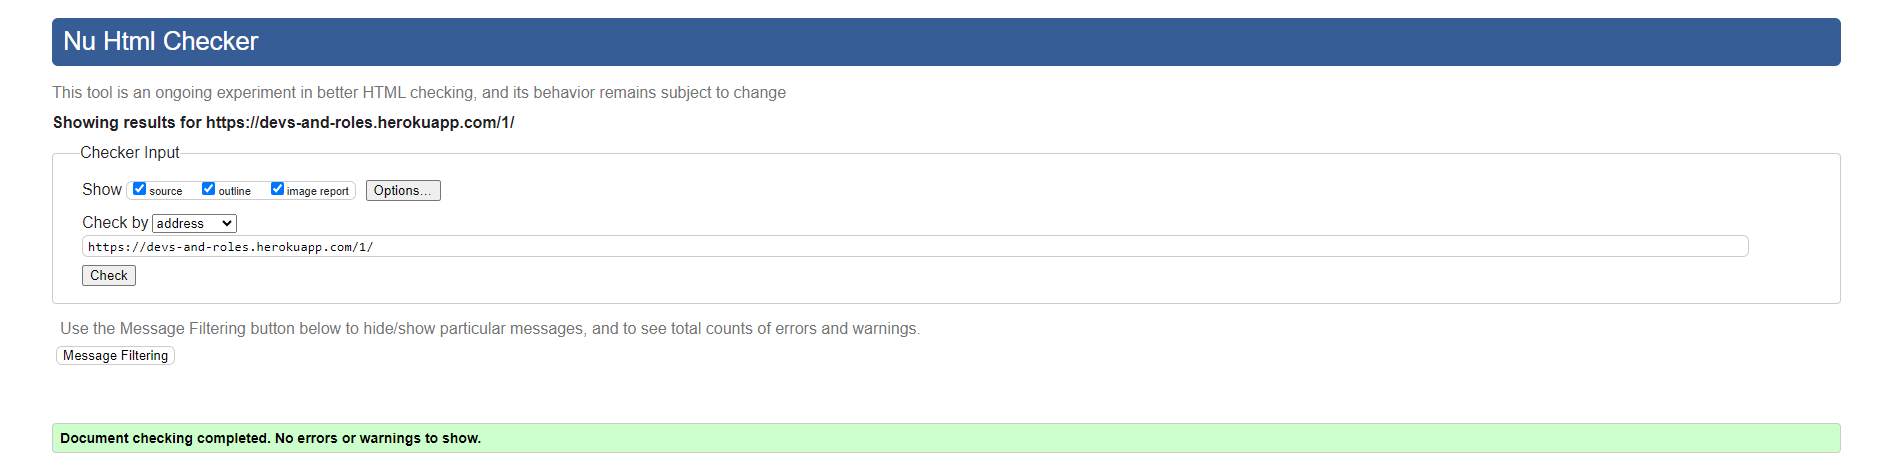 Nu Html Checker
This tool is an ongoing experiment in better HTML checking, and its behavior remains subject to change
Showing results for https://devs-and-roles.herokuapp.com/1/
Checker Input
Show source outline image report Options...
Check by address
https://devs-and-roles.herokuapp.com/1/
Check
Use the Message Filtering button below to hide/show particular messages, and to see total counts of errors and warnings.
Message Filtering
Document checking completed. No errors or warnings to show.